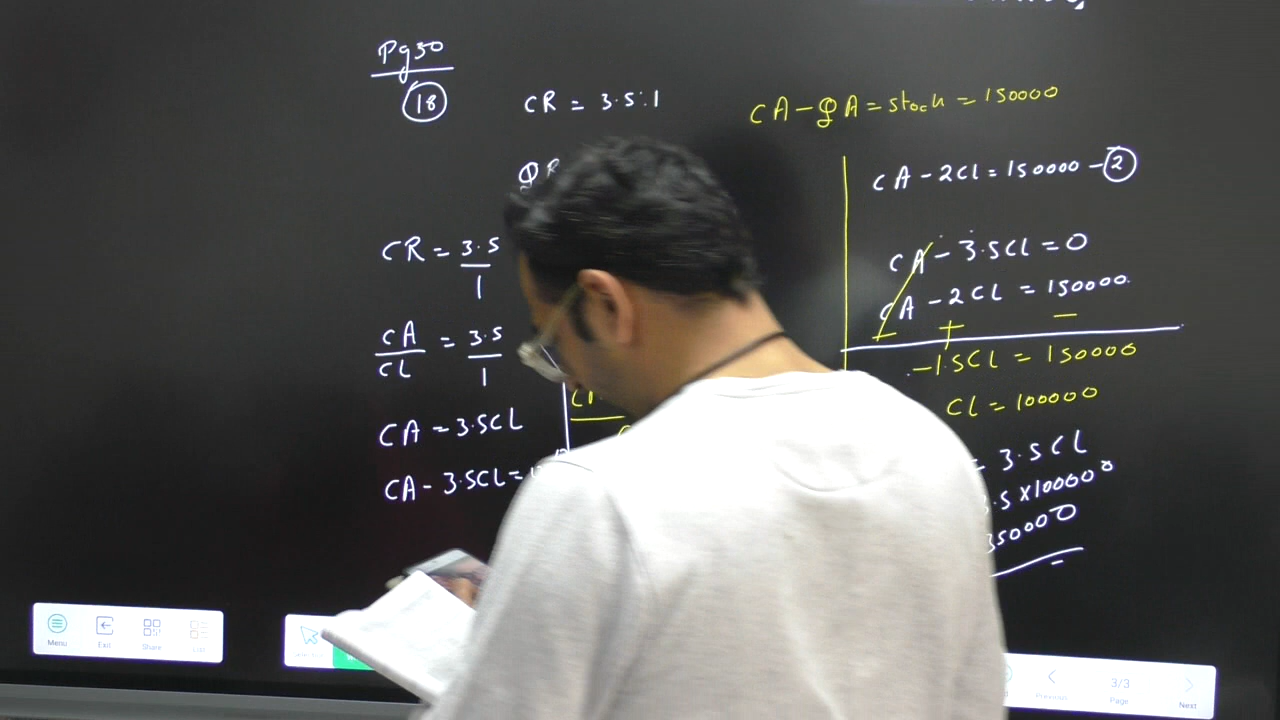 Pg30
18
CR = 3.5:1
QR
CR = 3.5
1
CA = 3.5
CL 1
CA = 3.5CL
CA - 3.5CL =
CA - QA = stock = 150000
CA - 2CL = 150000 - 2
CA - 3.5CL = 0
CA - 2CL = 150000
- + -
-1.5CL = 150000
CL = 100000
= 3.5CL
.5 x 100000
350000
Menu
Exit
Share
Previous
3/3
Page
Next